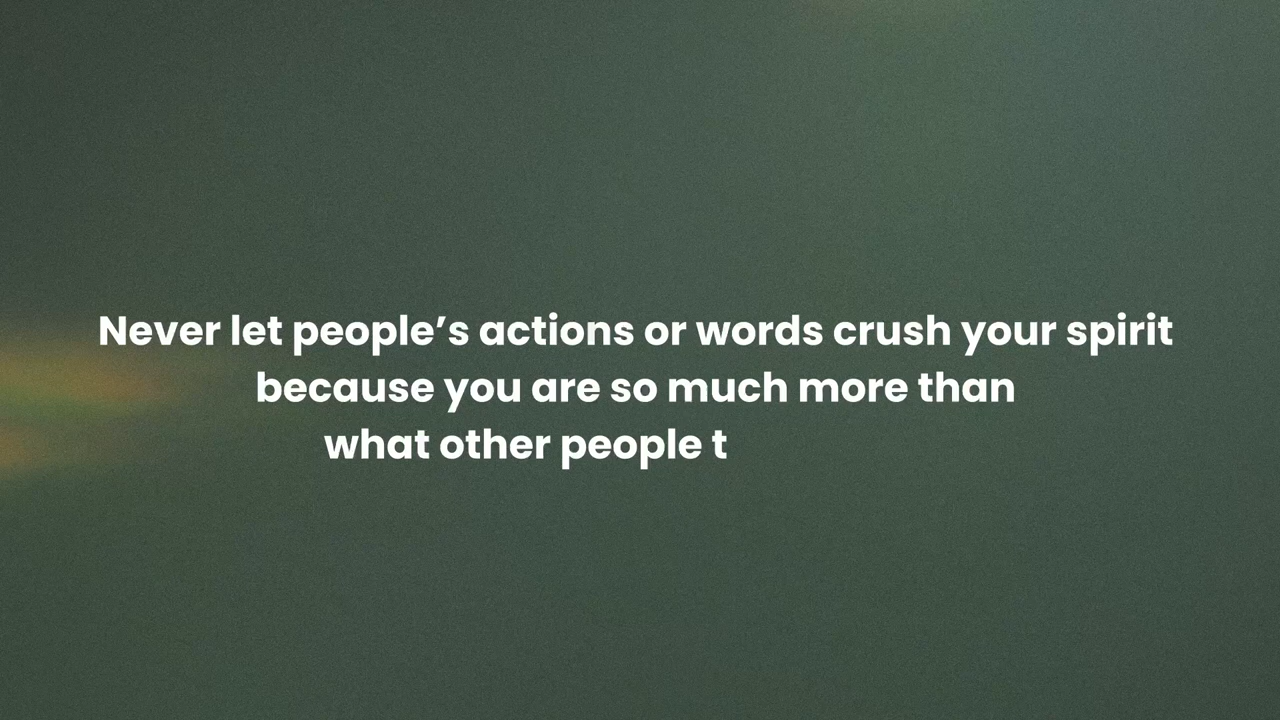 Never let people’s actions or words crush your spirit
because you are so much more than
what other people t